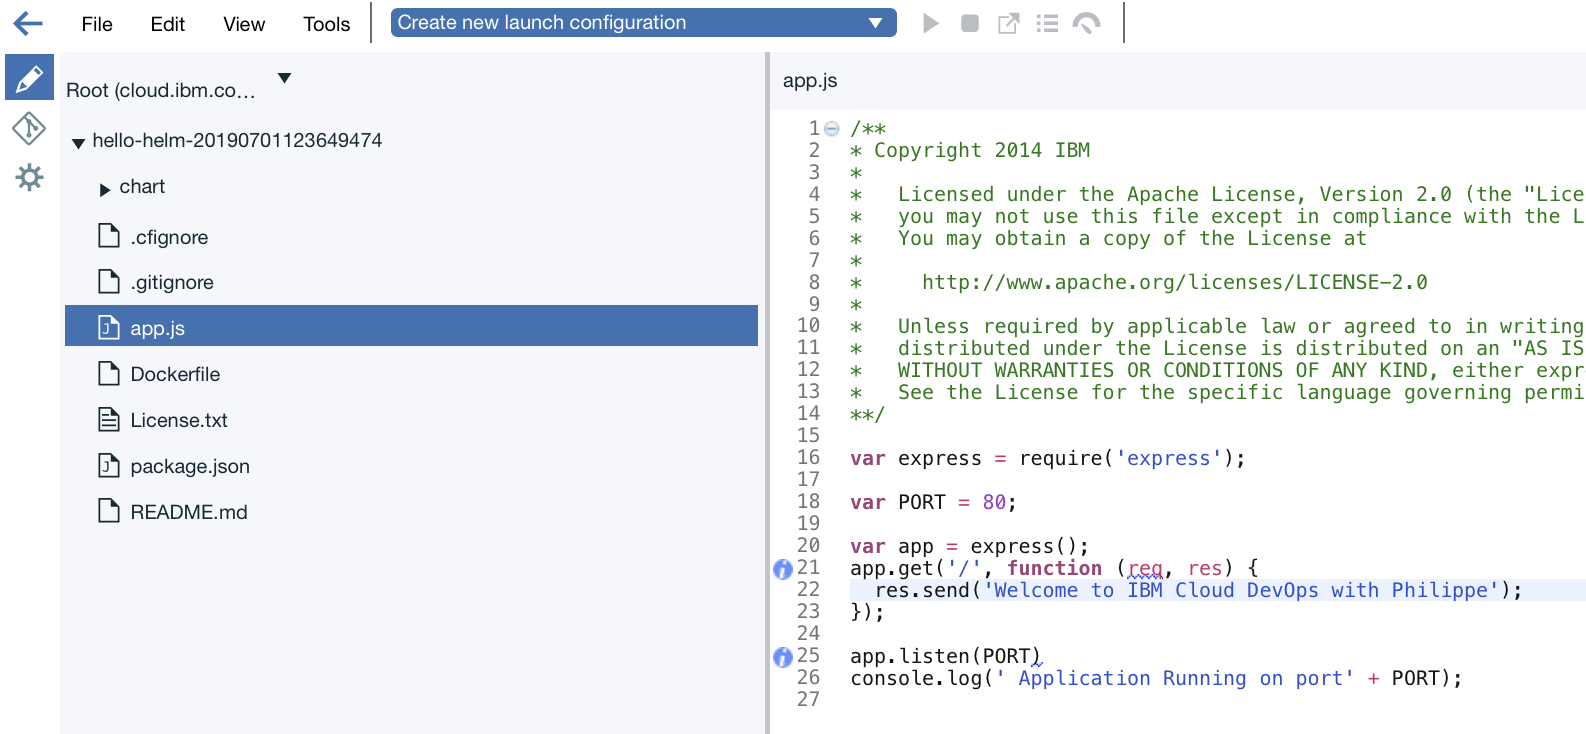 File Edit View Tools Create new launch configuration
Root (cloud.ibm.co...
hello-helm-20190701123649474
chart
.cfignore
.gitignore
app.js
Dockerfile
License.txt
package.json
README.md
app.js
1 /**
2 * Copyright 2014 IBM
3 *
4 *   Licensed under the Apache License, Version 2.0 (the "Lice
5 *   you may not use this file except in compliance with the L
6 *   You may obtain a copy of the License at
7 *
8 *     http://www.apache.org/licenses/LICENSE-2.0
9 *
10 *   Unless required by applicable law or agreed to in writing
11 *   distributed under the License is distributed on an "AS IS
12 *   WITHOUT WARRANTIES OR CONDITIONS OF ANY KIND, either expr
13 *   See the License for the specific language governing permi
14 **/
15
16 var express = require('express');
17
18 var PORT = 80;
19
20 var app = express();
21 app.get('/', function (req, res) {
22   res.send('Welcome to IBM Cloud DevOps with Philippe');
23 });
24
25 app.listen(PORT)
26 console.log(' Application Running on port' + PORT);
27